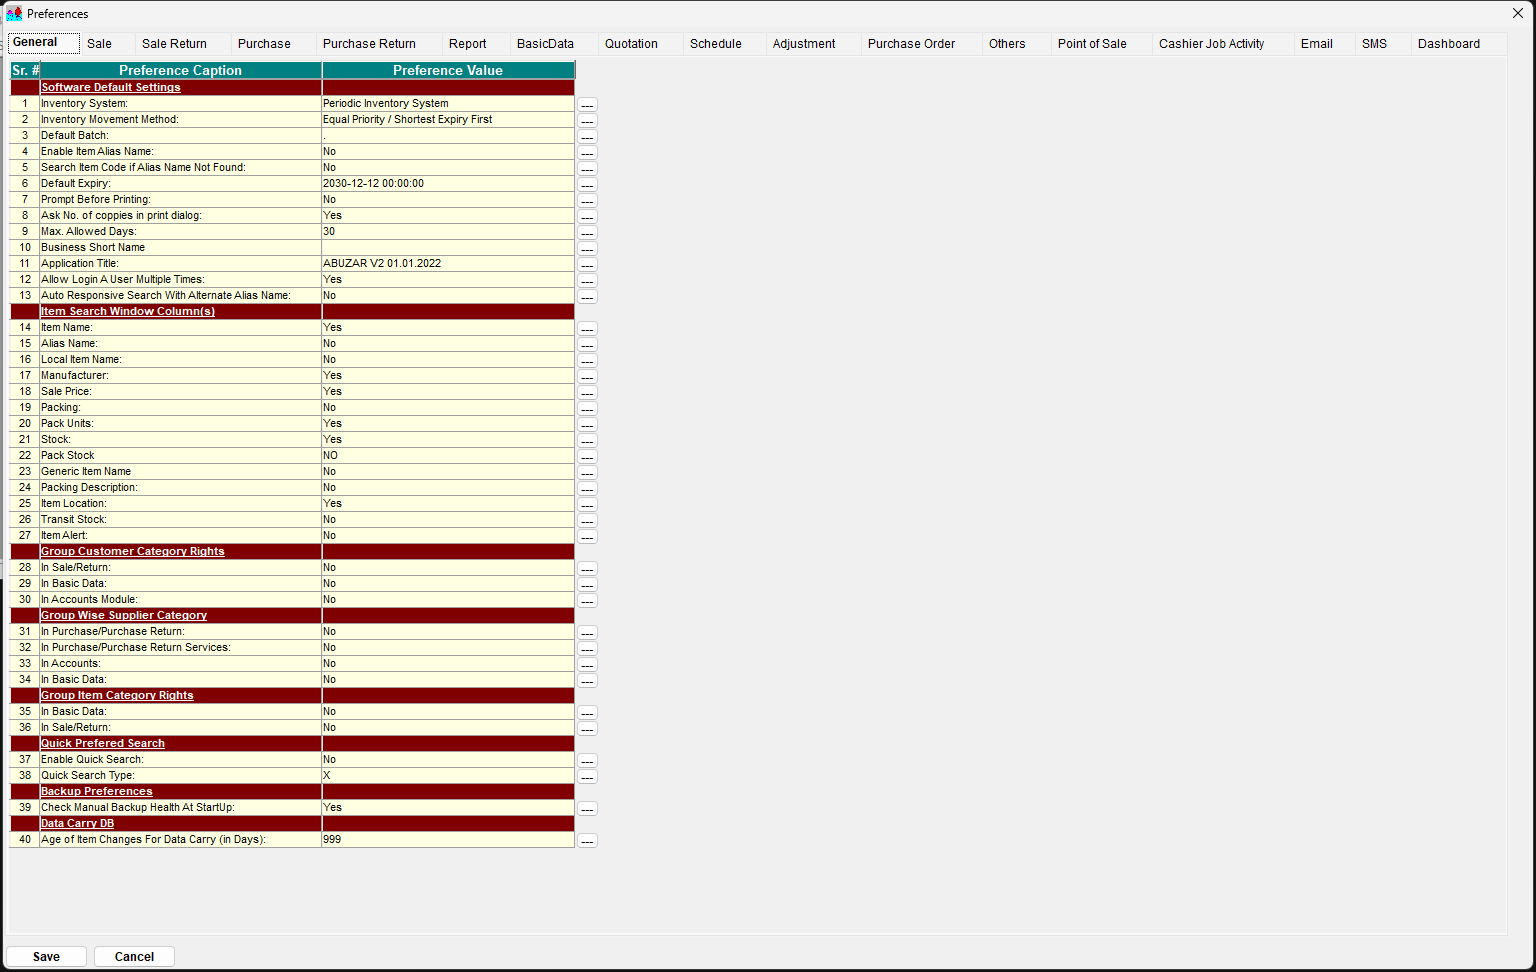 Preferences
General Sale Sale Return Purchase Purchase Return Report BasicData Quotation Schedule Adjustment Purchase Order Others Point of Sale Cashier Job Activity Email SMS Dashboard
Sr. # Preference Caption Preference Value
Software Default Settings
1 Inventory System: Periodic Inventory System ...
2 Inventory Movement Method: Equal Priority / Shortest Expiry First ...
3 Default Batch: . ...
4 Enable Item Alias Name: No ...
5 Search Item Code if Alias Name Not Found: No ...
6 Default Expiry: 2030-12-12 00:00:00 ...
7 Prompt Before Printing: No ...
8 Ask No. of coppies in print dialog: Yes ...
9 Max. Allowed Days: 30 ...
10 Business Short Name ...
11 Application Title: ABUZAR V2 01.01.2022 ...
12 Allow Login A User Multiple Times: Yes ...
13 Auto Responsive Search With Alternate Alias Name: No ...
Item Search Window Column(s)
14 Item Name: Yes ...
15 Alias Name: No ...
16 Local Item Name: No ...
17 Manufacturer: Yes ...
18 Sale Price: Yes ...
19 Packing: No ...
20 Pack Units: Yes ...
21 Stock: Yes ...
22 Pack Stock NO ...
23 Generic Item Name No ...
24 Packing Description: No ...
25 Item Location: Yes ...
26 Transit Stock: No ...
27 Item Alert: No ...
Group Customer Category Rights
28 In Sale/Return: No ...
29 In Basic Data: No ...
30 In Accounts Module: No ...
Group Wise Supplier Category
31 In Purchase/Purchase Return: No ...
32 In Purchase/Purchase Return Services: No ...
33 In Accounts: No ...
34 In Basic Data: No ...
Group Item Category Rights
35 In Basic Data: No ...
36 In Sale/Return: No ...
Quick Prefered Search
37 Enable Quick Search: No ...
38 Quick Search Type: X ...
Backup Preferences
39 Check Manual Backup Health At StartUp: Yes ...
Data Carry DB
40 Age of Item Changes For Data Carry (in Days): 999 ...
Save Cancel